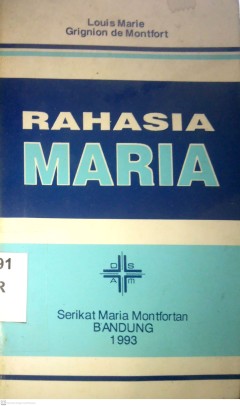 Louis Marie
Grignion de Montfort
RAHASIA
MARIA
91
R
D S
A M
Serikat Maria Montfortan
BANDUNG
1993